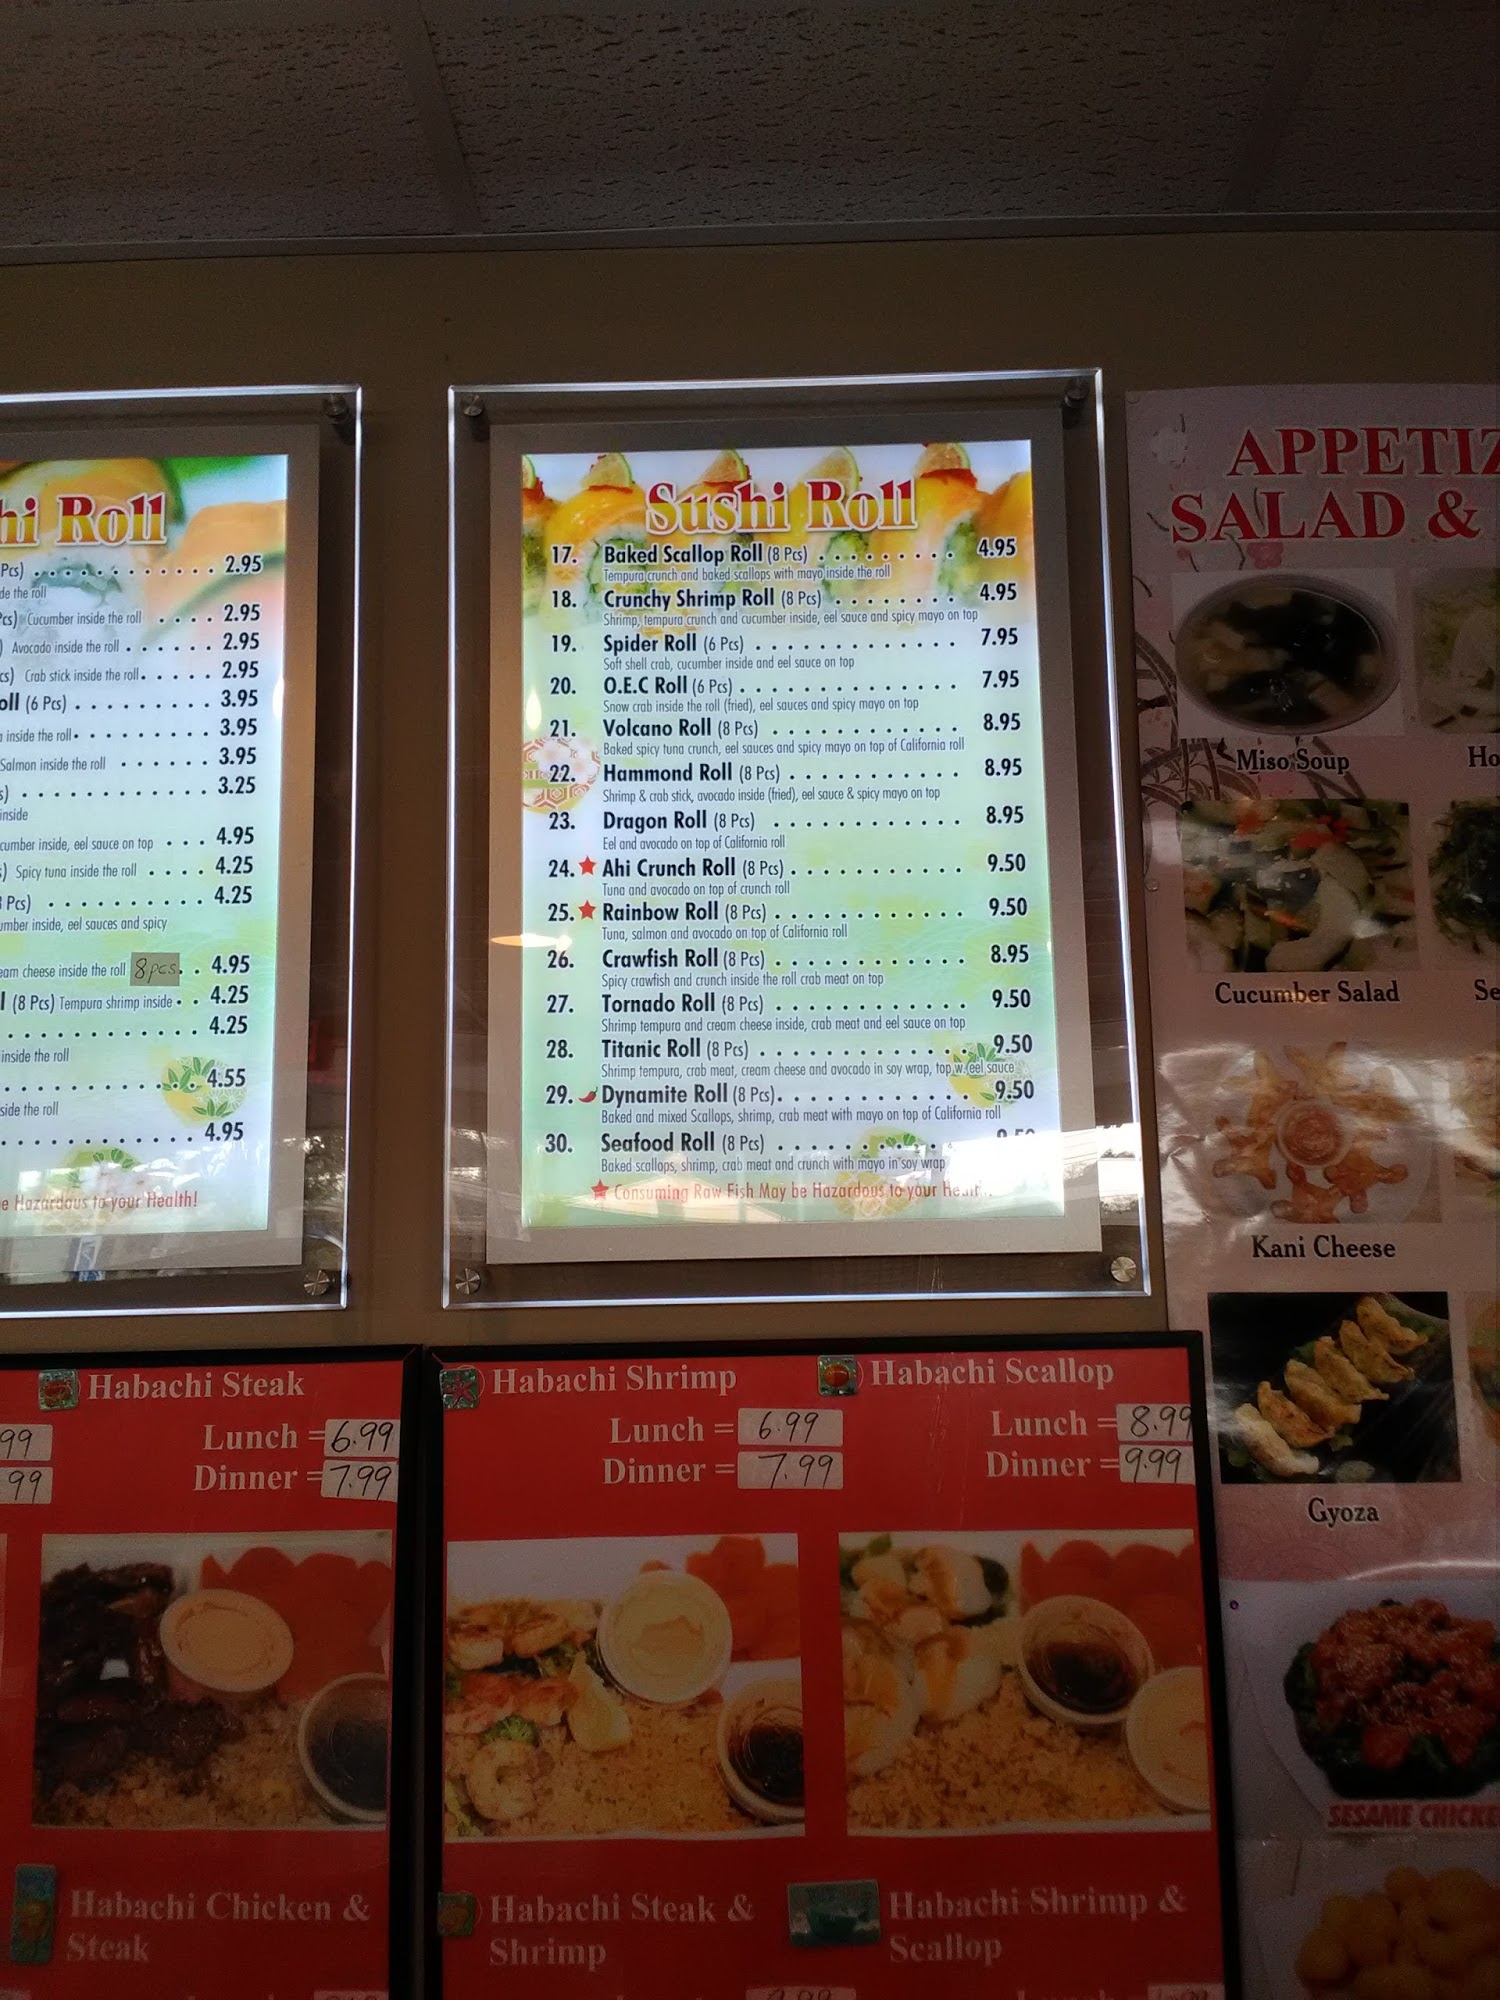 hi Roll
Pcs) . . . . . . . . . . . . 2.95
de the roll
cs) Cucumber inside the roll . . . . 2.95
) Avocado inside the roll . . . . . . 2.95
cs) Crab stick inside the roll . . . . . 2.95
oll (6 Pcs) . . . . . . . . . 3.95
inside the roll . . . . . . . . . 3.95
Salmon inside the roll . . . . . . 3.95
s) . . . . . . . . . . . . . 3.25
inside
cumber inside, eel sauce on top . . . 4.95
) Spicy tuna inside the roll . . . . 4.25
Pcs) . . . . . . . . . . 4.25
umber inside, eel sauces and spicy
eam cheese inside the roll 8pcs. . 4.95
l (8 Pcs) Tempura shrimp inside . . 4.25
. . . . . . . . . . . . 4.25
inside the roll
. . . . . . . . . . . . 4.55
side the roll
. . . . . . . . . . . . 4.95
e Hazardous to your Health!
Sushi Roll
17. Baked Scallop Roll (8 Pcs) . . . . . . . . . 4.95
Tempura crunch and baked scallops with mayo inside the roll
18. Crunchy Shrimp Roll (8 Pcs) . . . . . . . . 4.95
Shrimp, tempura crunch and cucumber inside, eel sauce and spicy mayo on top
19. Spider Roll (6 Pcs) . . . . . . . . . . . . . 7.95
Soft shell crab, cucumber inside and eel sauce on top
20. O.E.C Roll (6 Pcs) . . . . . . . . . . . . . . 7.95
Snow crab inside the roll (fried), eel sauces and spicy mayo on top
21. Volcano Roll (8 Pcs) . . . . . . . . . . . . 8.95
Baked spicy tuna crunch, eel sauces and spicy mayo on top of California roll
22. Hammond Roll (8 Pcs) . . . . . . . . . . . 8.95
Shrimp & crab stick, avocado inside (fried), eel sauce & spicy mayo on top
23. Dragon Roll (8 Pcs) . . . . . . . . . . . . 8.95
Eel and avocado on top of California roll
24. Ahi Crunch Roll (8 Pcs) . . . . . . . . . . . 9.50
Tuna and avocado on top of crunch roll
25. Rainbow Roll (8 Pcs) . . . . . . . . . . . . 9.50
Tuna, salmon and avocado on top of California roll
26. Crawfish Roll (8 Pcs) . . . . . . . . . . . . 8.95
Spicy crawfish and crunch inside the roll crab meat on top
27. Tornado Roll (8 Pcs) . . . . . . . . . . . . 9.50
Shrimp tempura and cream cheese inside, crab meat and eel sauce on top
28. Titanic Roll (8 Pcs) . . . . . . . . . . . . . 9.50
Shrimp tempura, crab meat, cream cheese and avocado in soy wrap, top w. eel sauce
29. Dynamite Roll (8 Pcs). . . . . . . . . . . . 9.50
Baked and mixed Scallops, shrimp, crab meat with mayo on top of California roll
30. Seafood Roll (8 Pcs) . . . . . . . . . . 9.50
Baked scallops, shrimp, crab meat and crunch with mayo in soy wrap
Consuming Raw Fish May be Hazardous to your Health.
APPETIZ
SALAD &
Miso Soup
Ho
Cucumber Salad
Se
Kani Cheese
Gyoza
SESAME CHICKE
Habachi Steak
99 Lunch = 6.99
99 Dinner = 7.99
Habachi Shrimp
Lunch = 6.99
Dinner = 7.99
Habachi Scallop
Lunch = 8.99
Dinner = 9.99
Habachi Chicken &
Steak
Habachi Steak &
Shrimp
Habachi Shrimp &
Scallop